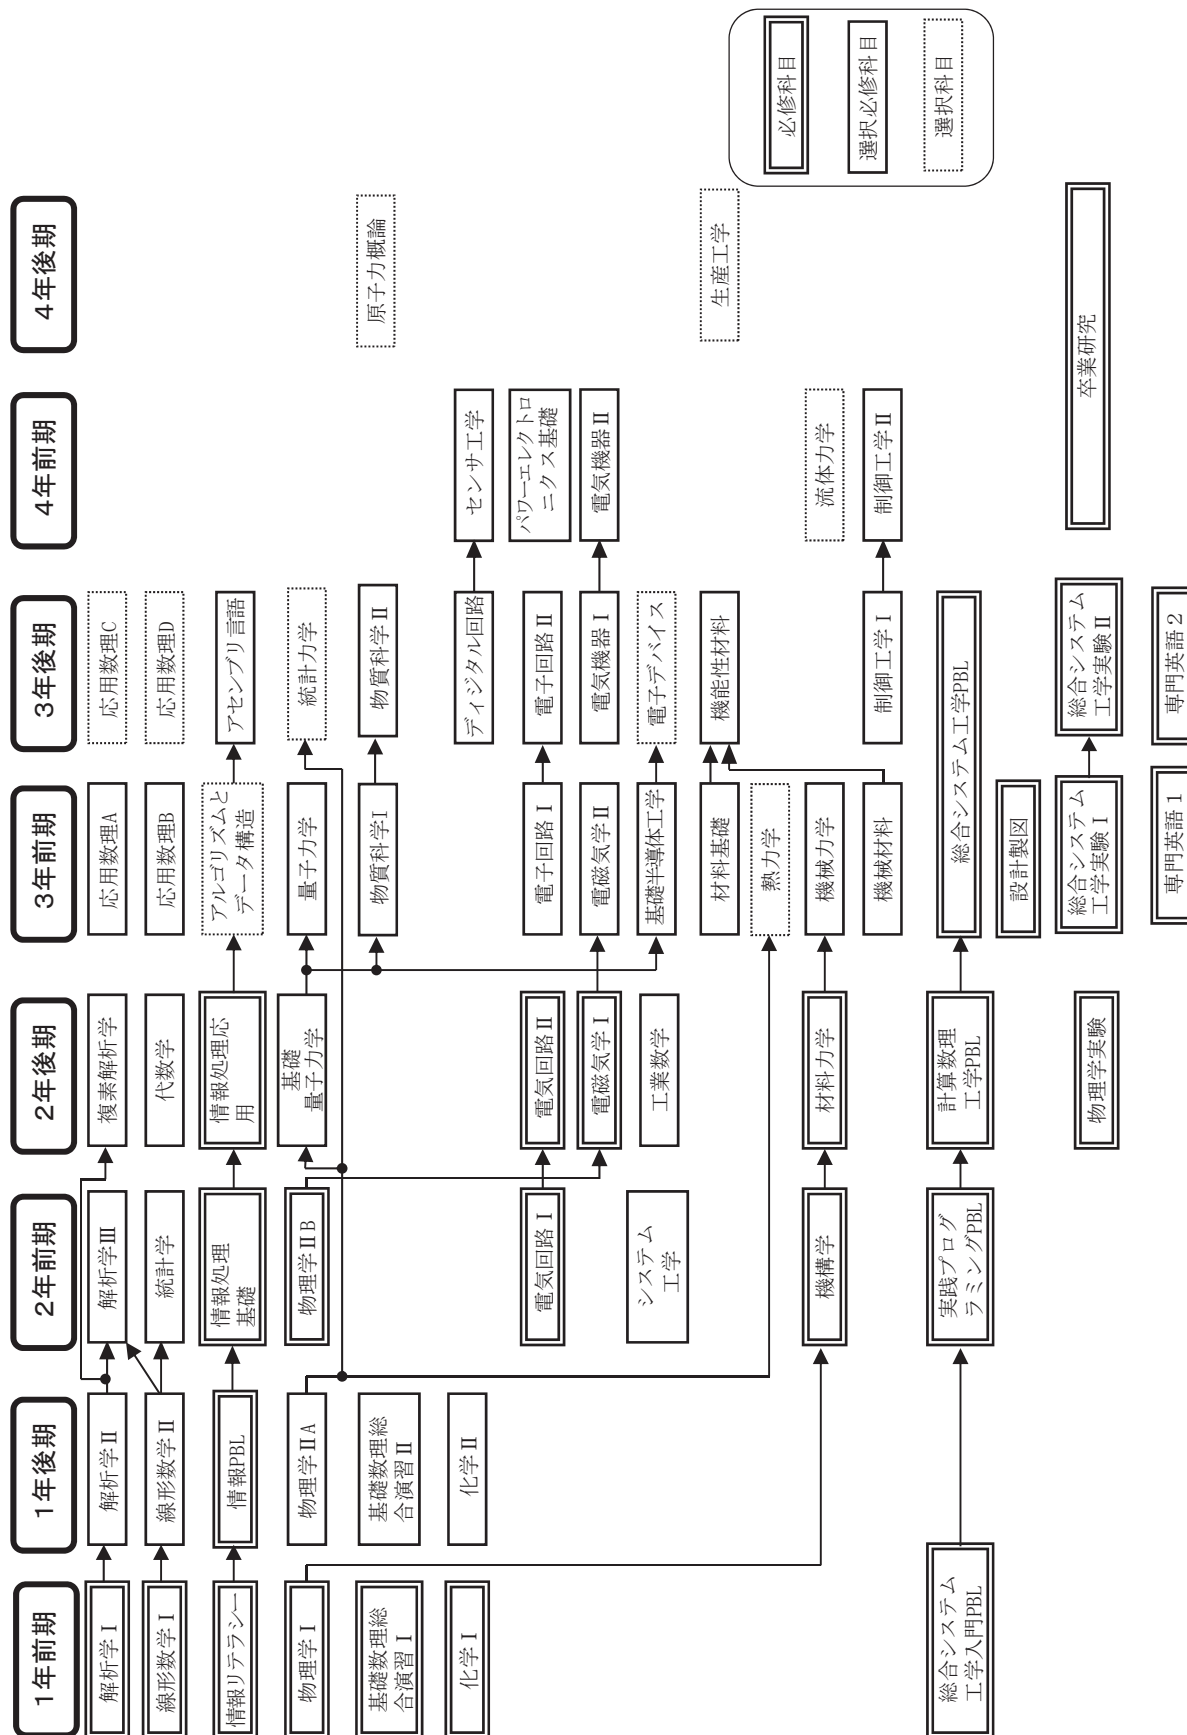 1年前期
1年後期
2年前期
2年後期
3年前期
3年後期
4年前期
4年後期
解析学Ⅰ
解析学Ⅱ
解析学Ⅲ
複素解析学
応用数理A
応用数理C
線形数学Ⅰ
線形数学Ⅱ
統計学
代数学
応用数理B
応用数理D
情報リテラシー
情報PBL
情報処理
基礎
情報処理応
用
アルゴリズムと
データ構造
アセンブリ言語
物理学Ⅰ
物理学ⅡA
物理学ⅡB
基礎
量子力学
量子力学
統計力学
基礎数理総
合演習Ⅰ
基礎数理総
合演習Ⅱ
物質科学Ⅰ
物質科学Ⅱ
原子力概論
化学Ⅰ
化学Ⅱ
ディジタル回路
センサ工学
電気回路Ⅰ
電気回路Ⅱ
電子回路Ⅰ
電子回路Ⅱ
パワーエレクトロ
ニクス基礎
電磁気学Ⅰ
電磁気学Ⅱ
電気機器Ⅰ
電気機器Ⅱ
システム
工学
工業数学
基礎半導体工学
電子デバイス
材料基礎
機能性材料
生産工学
熱力学
機構学
材料力学
機械力学
流体力学
機械材料
制御工学Ⅰ
制御工学Ⅱ
総合システム
工学入門PBL
実践プログ
ラミングPBL
計算数理
工学PBL
総合システム工学PBL
設計製図
物理学実験
総合システム
工学実験Ⅰ
総合システム
工学実験Ⅱ
卒業研究
専門英語1
専門英語2
必修科目
選択必修科目
選択科目